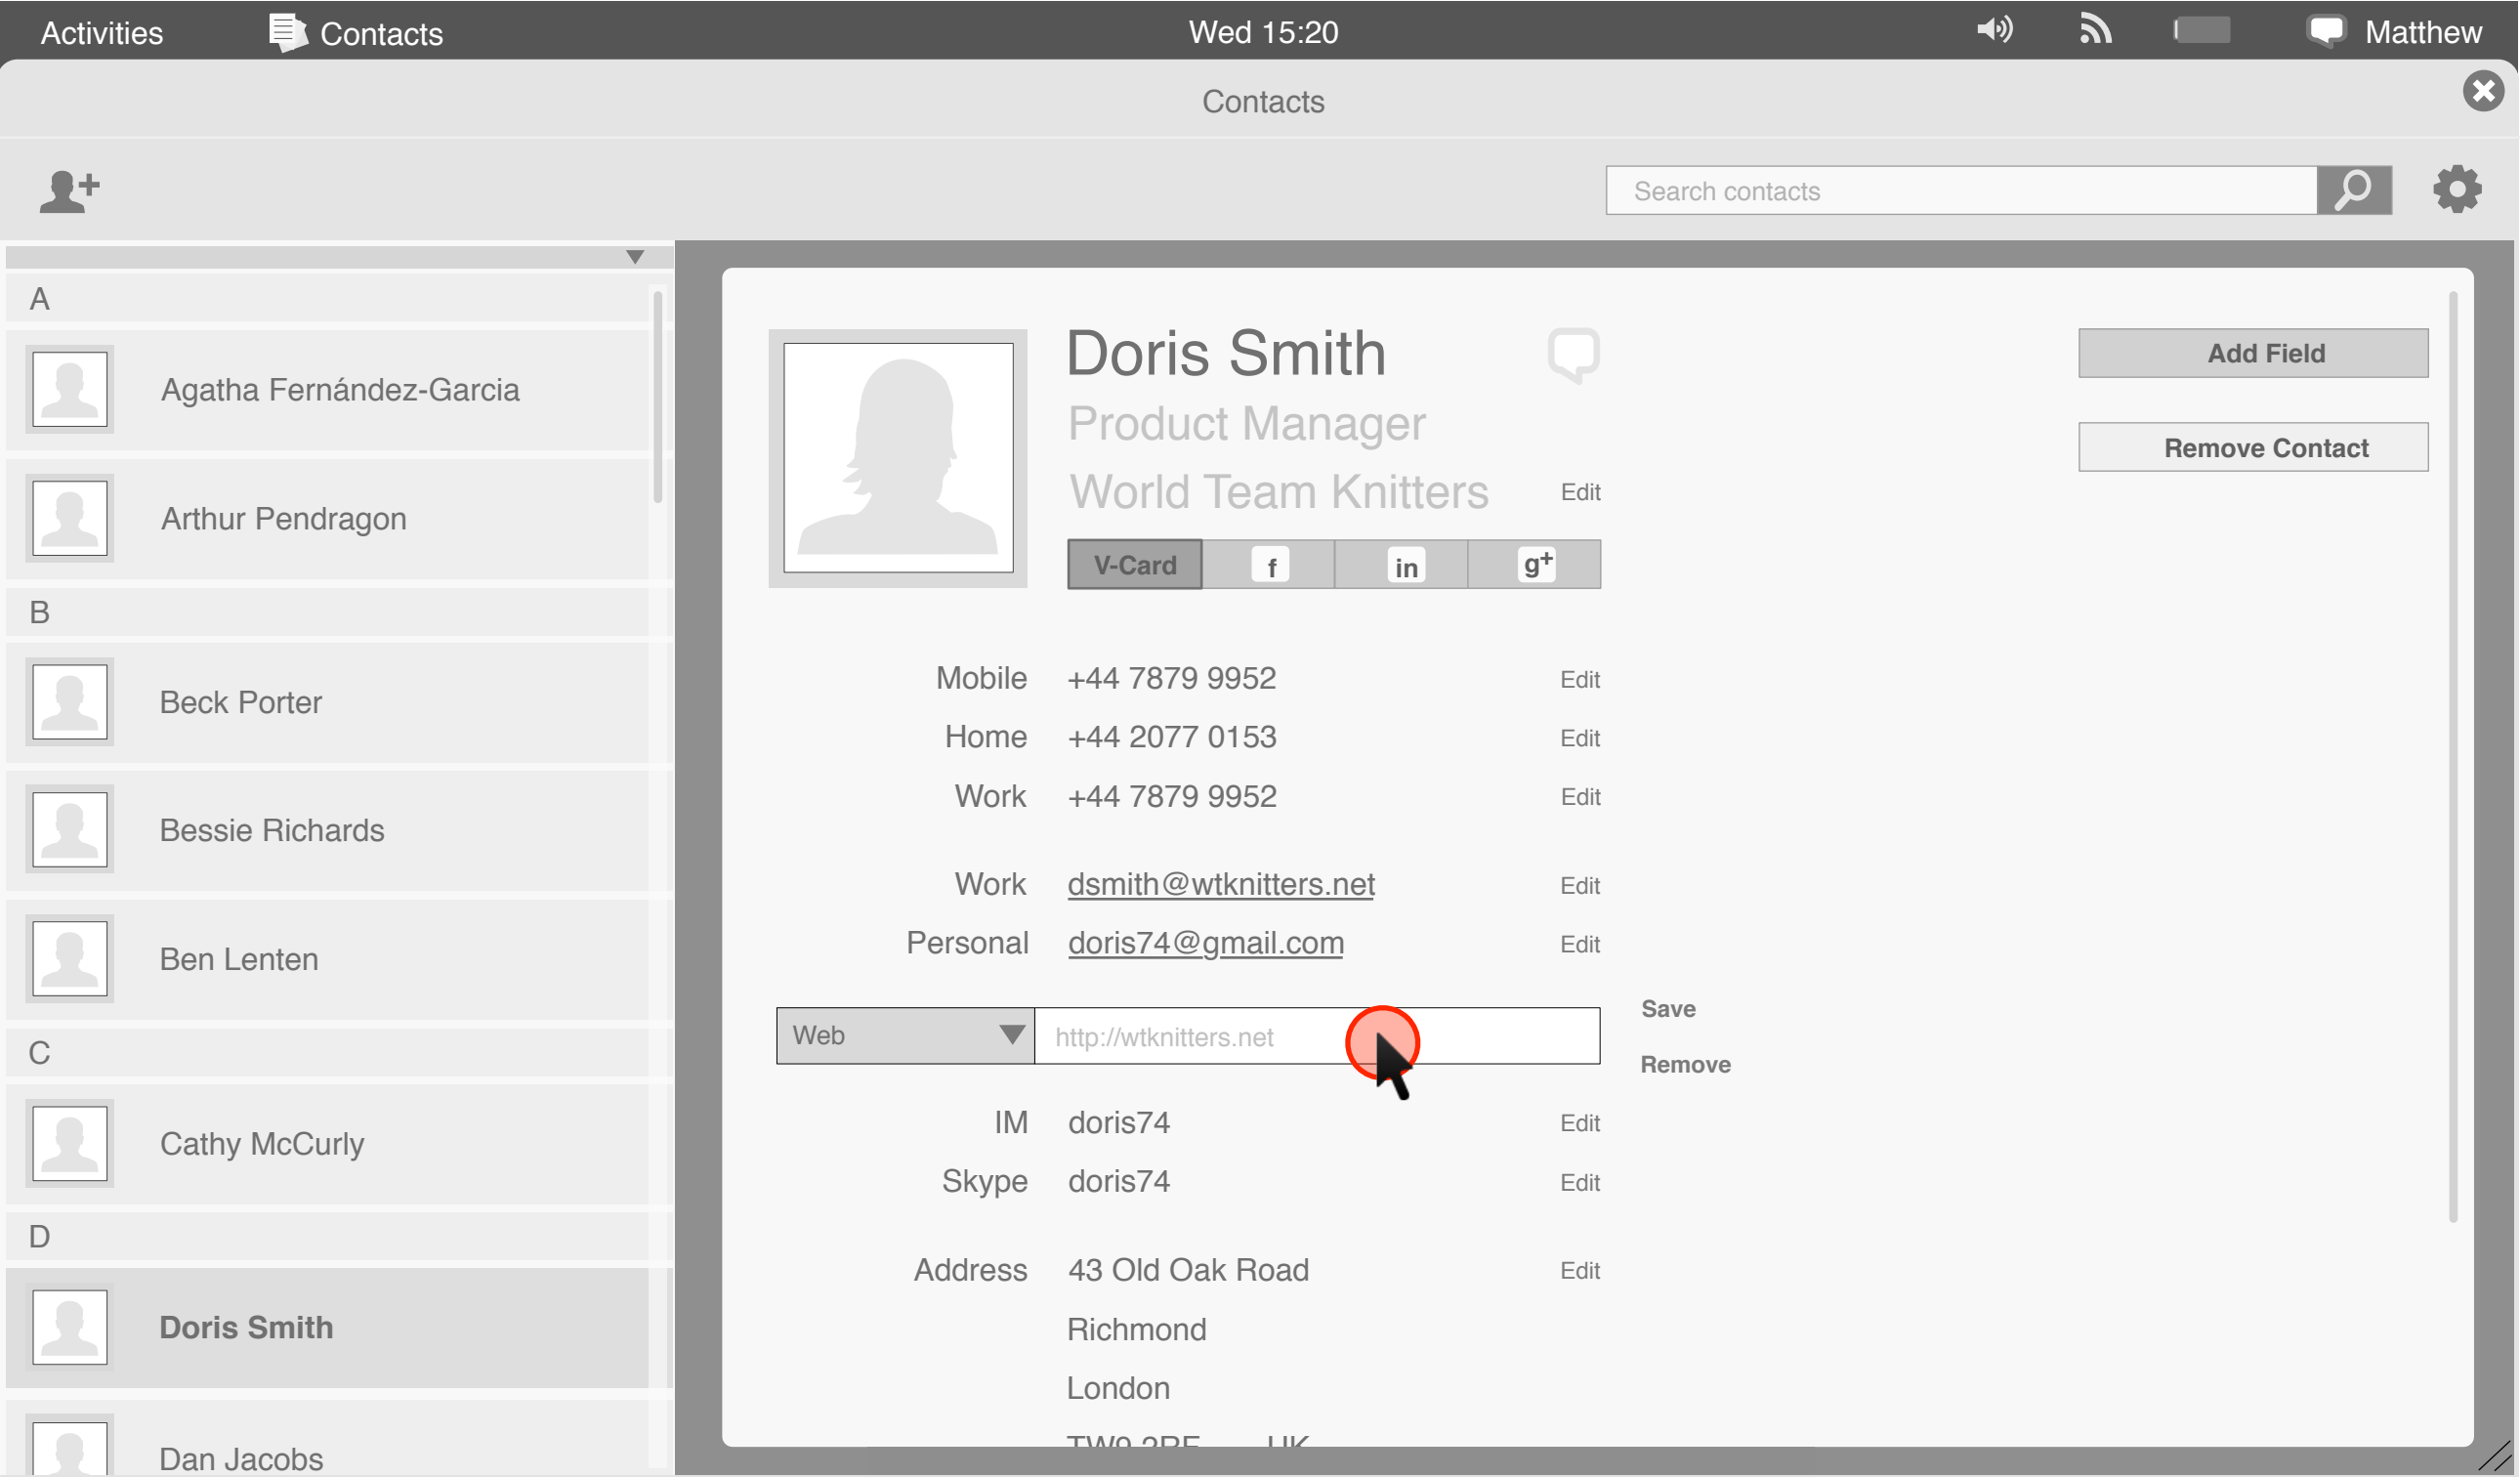 Activities
Contacts
Wed 15:20
Matthew
Contacts
Search contacts
A
Agatha Fernández-Garcia
Arthur Pendragon
B
Beck Porter
Bessie Richards
Ben Lenten
C
Cathy McCurly
D
Doris Smith
Dan Jacobs
Doris Smith
Product Manager
World Team Knitters Edit
V-Card f in g+
Add Field
Remove Contact
Mobile +44 7879 9952 Edit
Home +44 2077 0153 Edit
Work +44 7879 9952 Edit
Work dsmith@wtknitters.net Edit
Personal doris74@gmail.com Edit
Web http://wtknitters.net
Save
Remove
IM doris74 Edit
Skype doris74 Edit
Address 43 Old Oak Road Edit
Richmond
London
UK